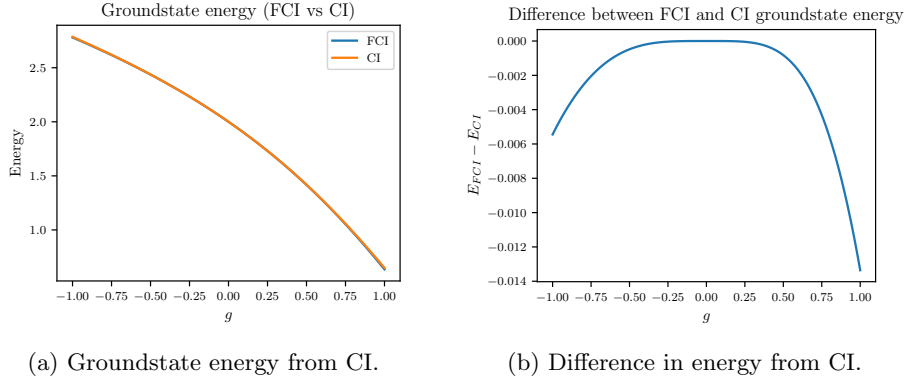 Groundstate energy (FCI vs CI)
FCI
CI
2.5
2.0
1.5
1.0
Energy
−1.00 −0.75 −0.50 −0.25 0.00 0.25 0.50 0.75 1.00
g
(a) Groundstate energy from CI.
Difference between FCI and CI groundstate energy
0.000
−0.002
−0.004
−0.006
−0.008
−0.010
−0.012
−0.014
E_{FCI} − E_{CI}
−1.00 −0.75 −0.50 −0.25 0.00 0.25 0.50 0.75 1.00
g
(b) Difference in energy from CI.